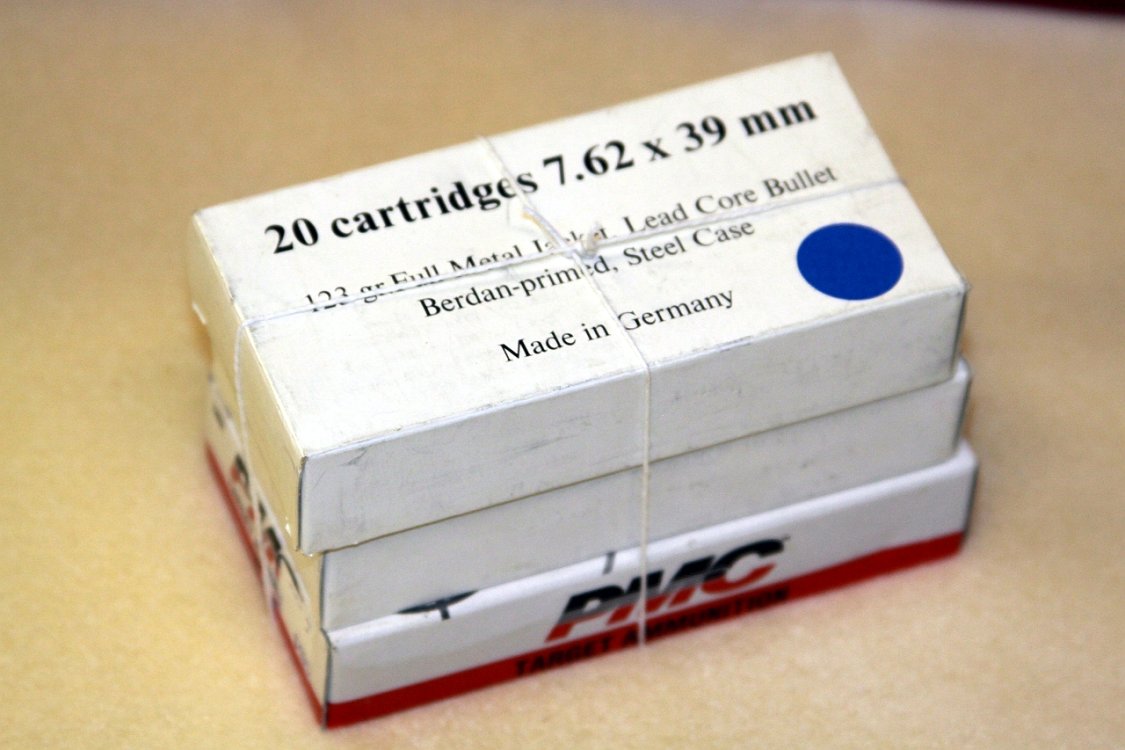 20 cartridges 7.62 x 39 mm
123 gr. Full Metal Jacket, Lead Core Bullet
Berdan-primed, Steel Case
Made in Germany
PMC
TARGET AMMUNITION